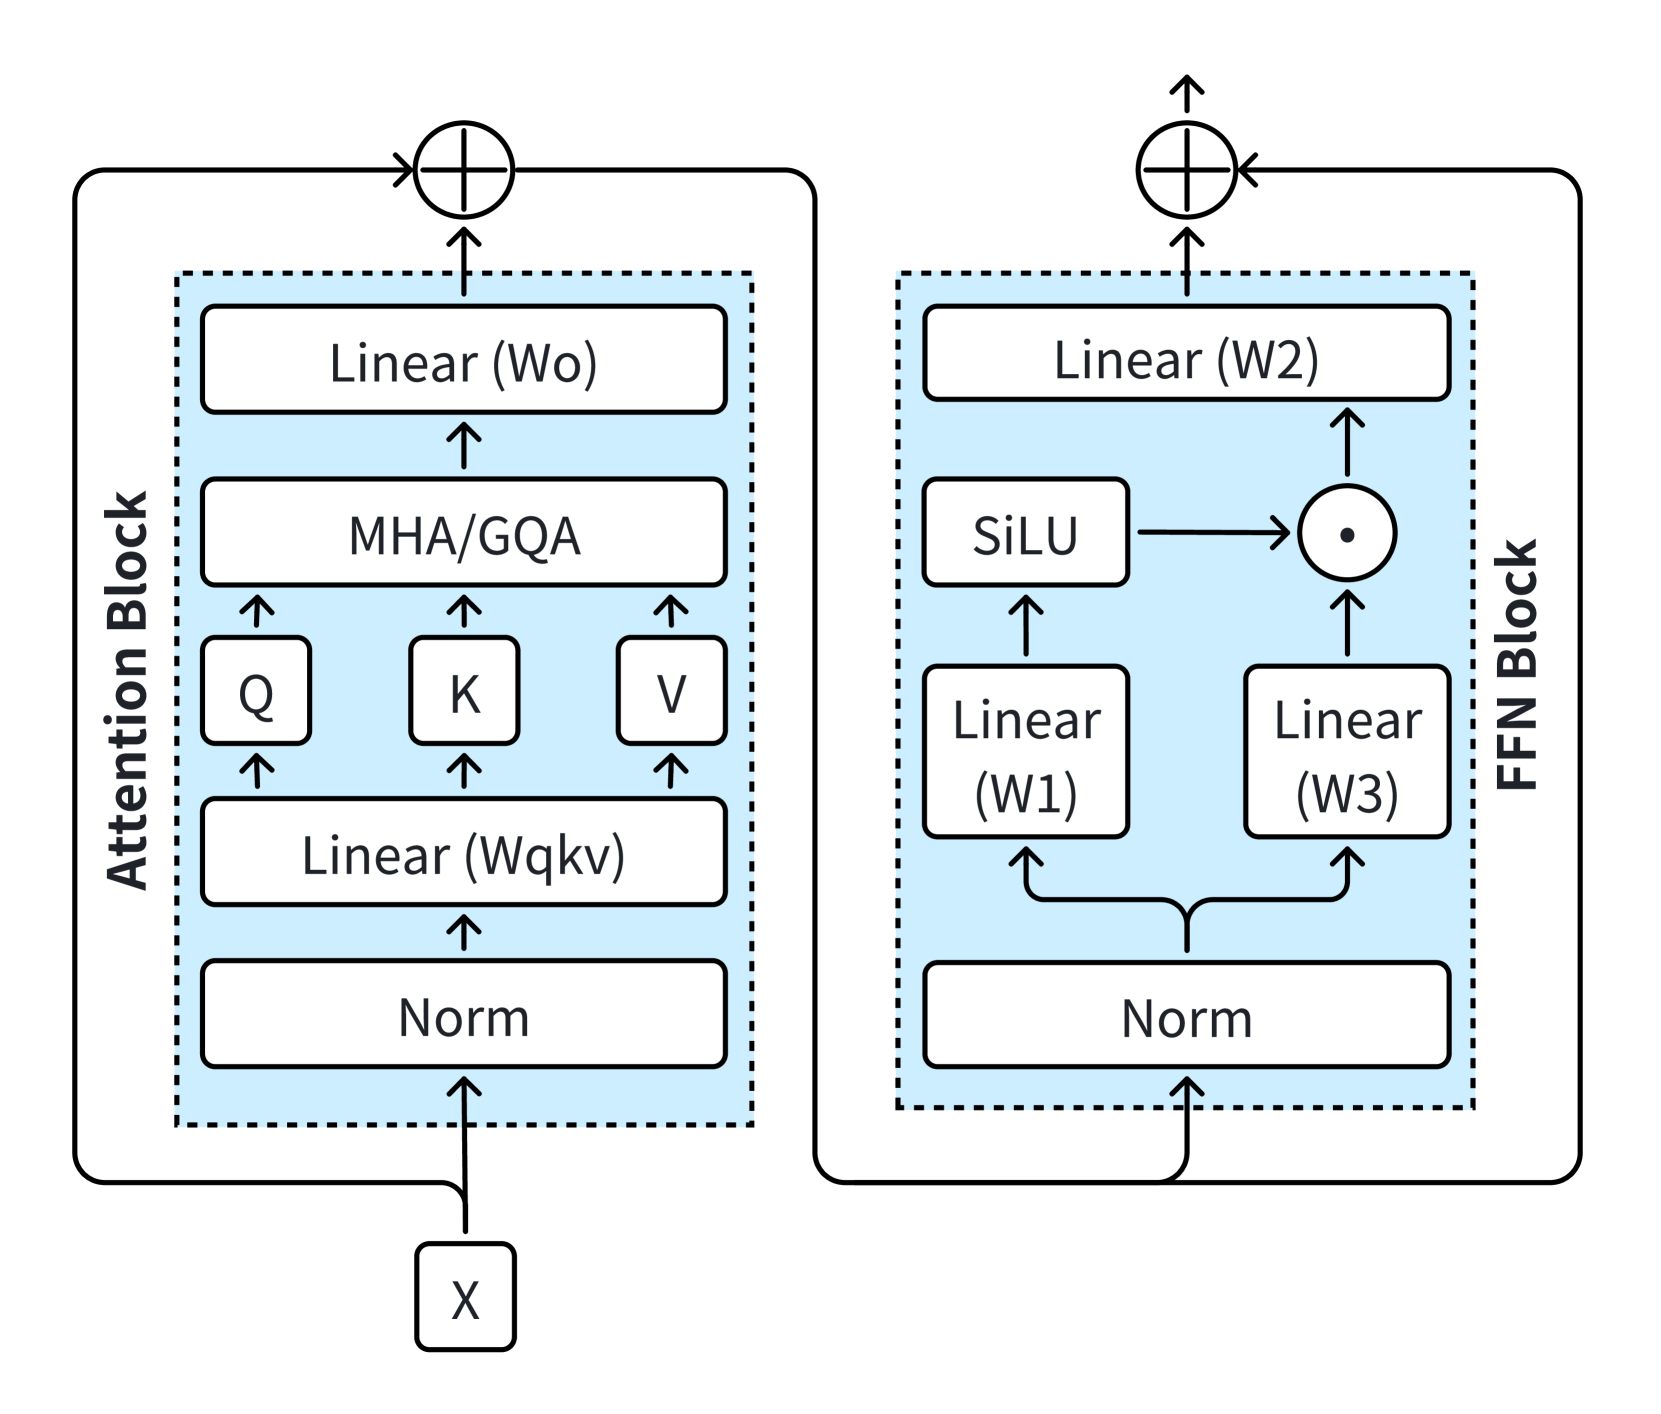 Attention Block
Linear (Wo)
MHA/GQA
Q
K
V
Linear (Wqkv)
Norm
X
FFN Block
Linear (W2)
SiLU
Linear
(W1)
Linear
(W3)
Norm